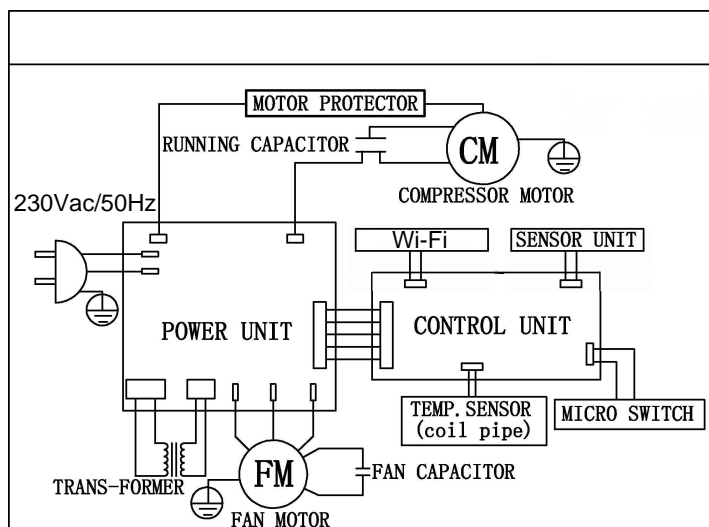 MOTOR PROTECTOR
RUNNING CAPACITOR
CM
COMPRESSOR MOTOR
230Vac/50Hz
Wi-Fi
SENSOR UNIT
POWER UNIT
CONTROL UNIT
TEMP. SENSOR
(coil pipe)
MICRO SWITCH
TRANS-FORMER
FM
FAN CAPACITOR
FAN MOTOR